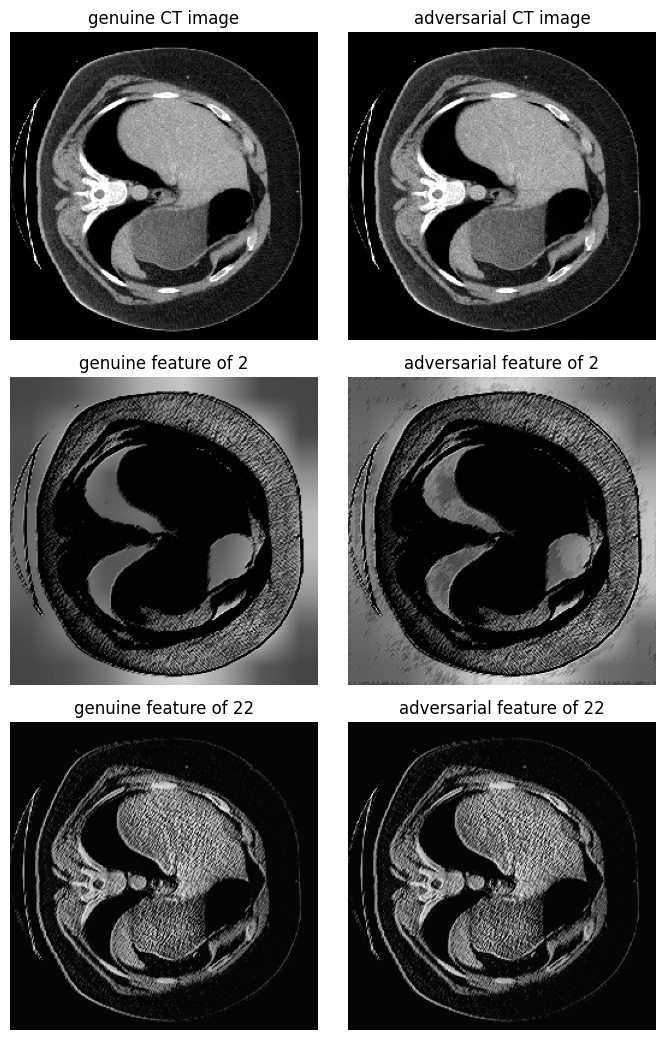 genuine CT image
adversarial CT image
genuine feature of 2
adversarial feature of 2
genuine feature of 22
adversarial feature of 22